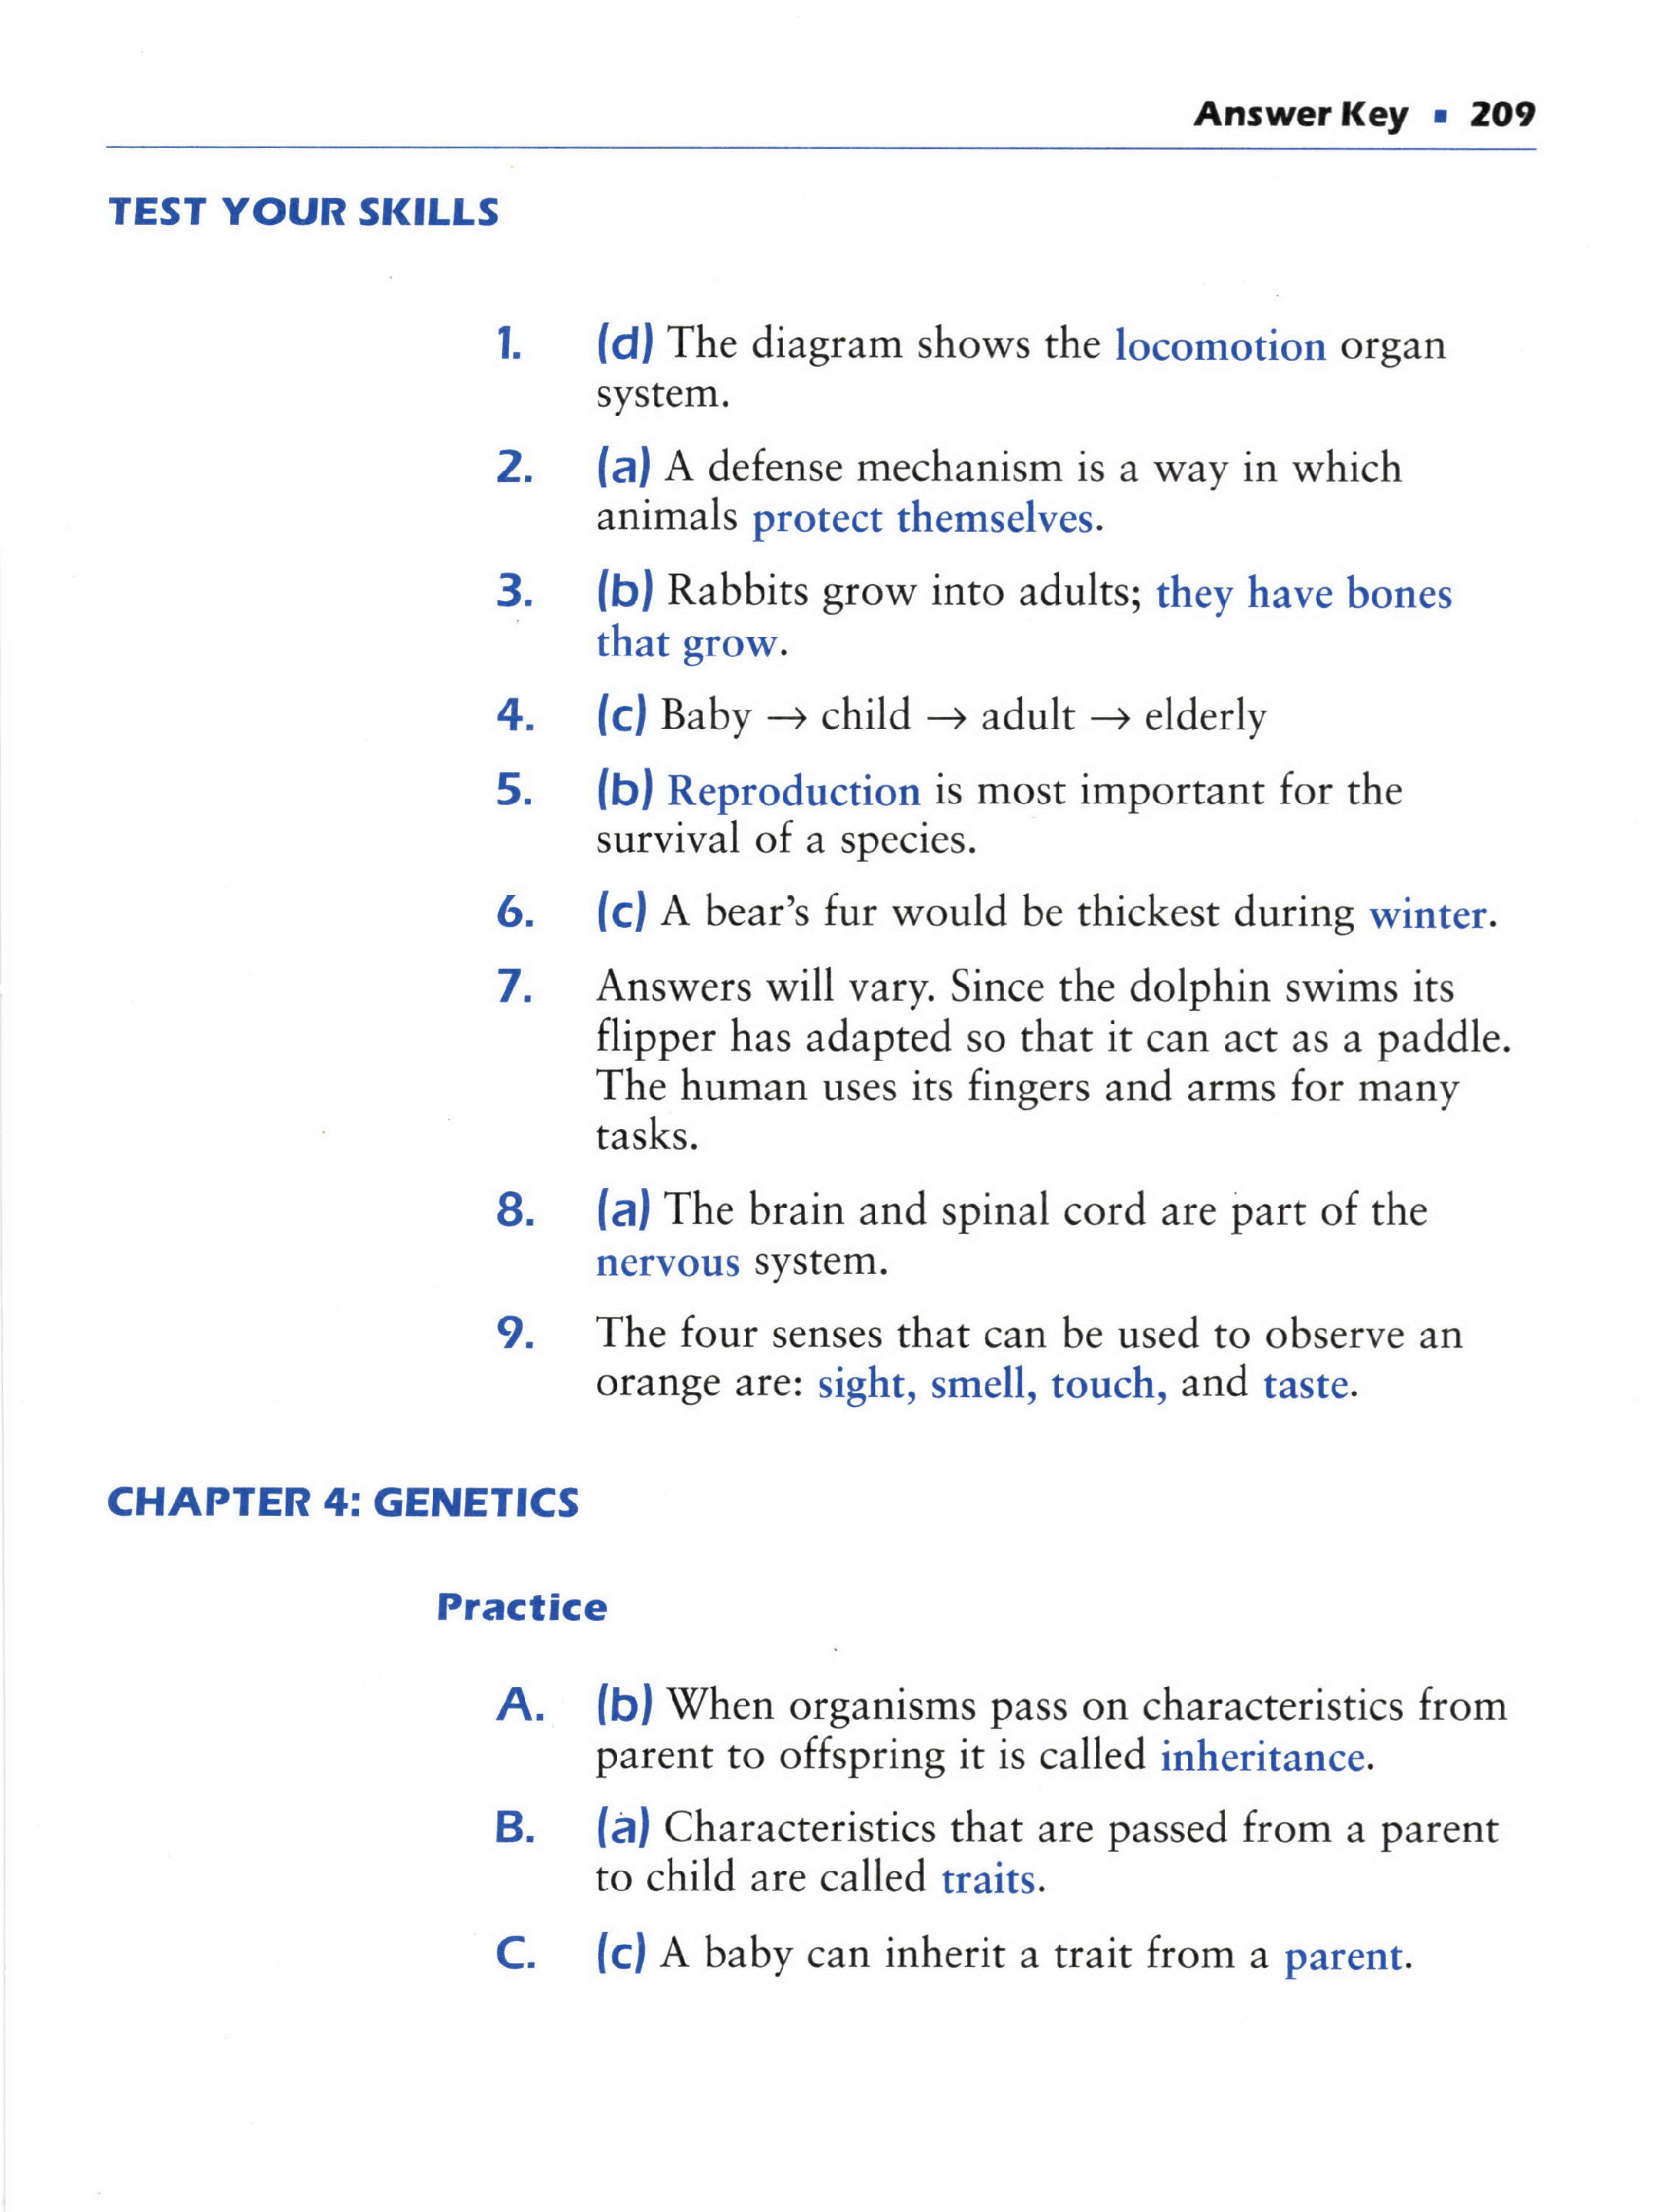 Answer Key ▪ 209
TEST YOUR SKILLS
1. (d) The diagram shows the locomotion organ
system.
2. (a) A defense mechanism is a way in which
animals protect themselves.
3. (b) Rabbits grow into adults; they have bones
that grow.
4. (c) Baby → child → adult → elderly
5. (b) Reproduction is most important for the
survival of a species.
6. (c) A bear's fur would be thickest during winter.
7. Answers will vary. Since the dolphin swims its
flipper has adapted so that it can act as a paddle.
The human uses its fingers and arms for many
tasks.
8. (a) The brain and spinal cord are part of the
nervous system.
9. The four senses that can be used to observe an
orange are: sight, smell, touch, and taste.
CHAPTER 4: GENETICS
Practice
A. (b) When organisms pass on characteristics from
parent to offspring it is called inheritance.
B. (a) Characteristics that are passed from a parent
to child are called traits.
C. (c) A baby can inherit a trait from a parent.